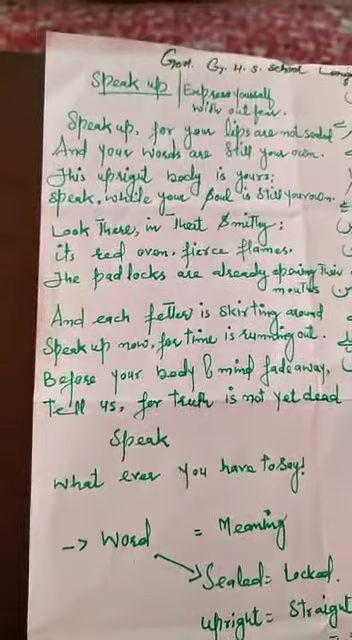 Govt. G. H. S. School
Speak up | Express yourself
with out fear.
Speak up, for your lips are not sealed
And your words are still your own.
This upright body is yours;
Speak, while your soul is still your own.
Look There, in That Smithy;
its red oven, fierce flames.
The pad locks are already opening Their
mouths
And each fetter is skirting around
Speak up now, for time is running out.
Before your body & mind fade away,
Tell us, for truth is not yet dead
Speak
What ever you have to say!
-> Word = Meaning
Sealed = Locked.
upright = Straight